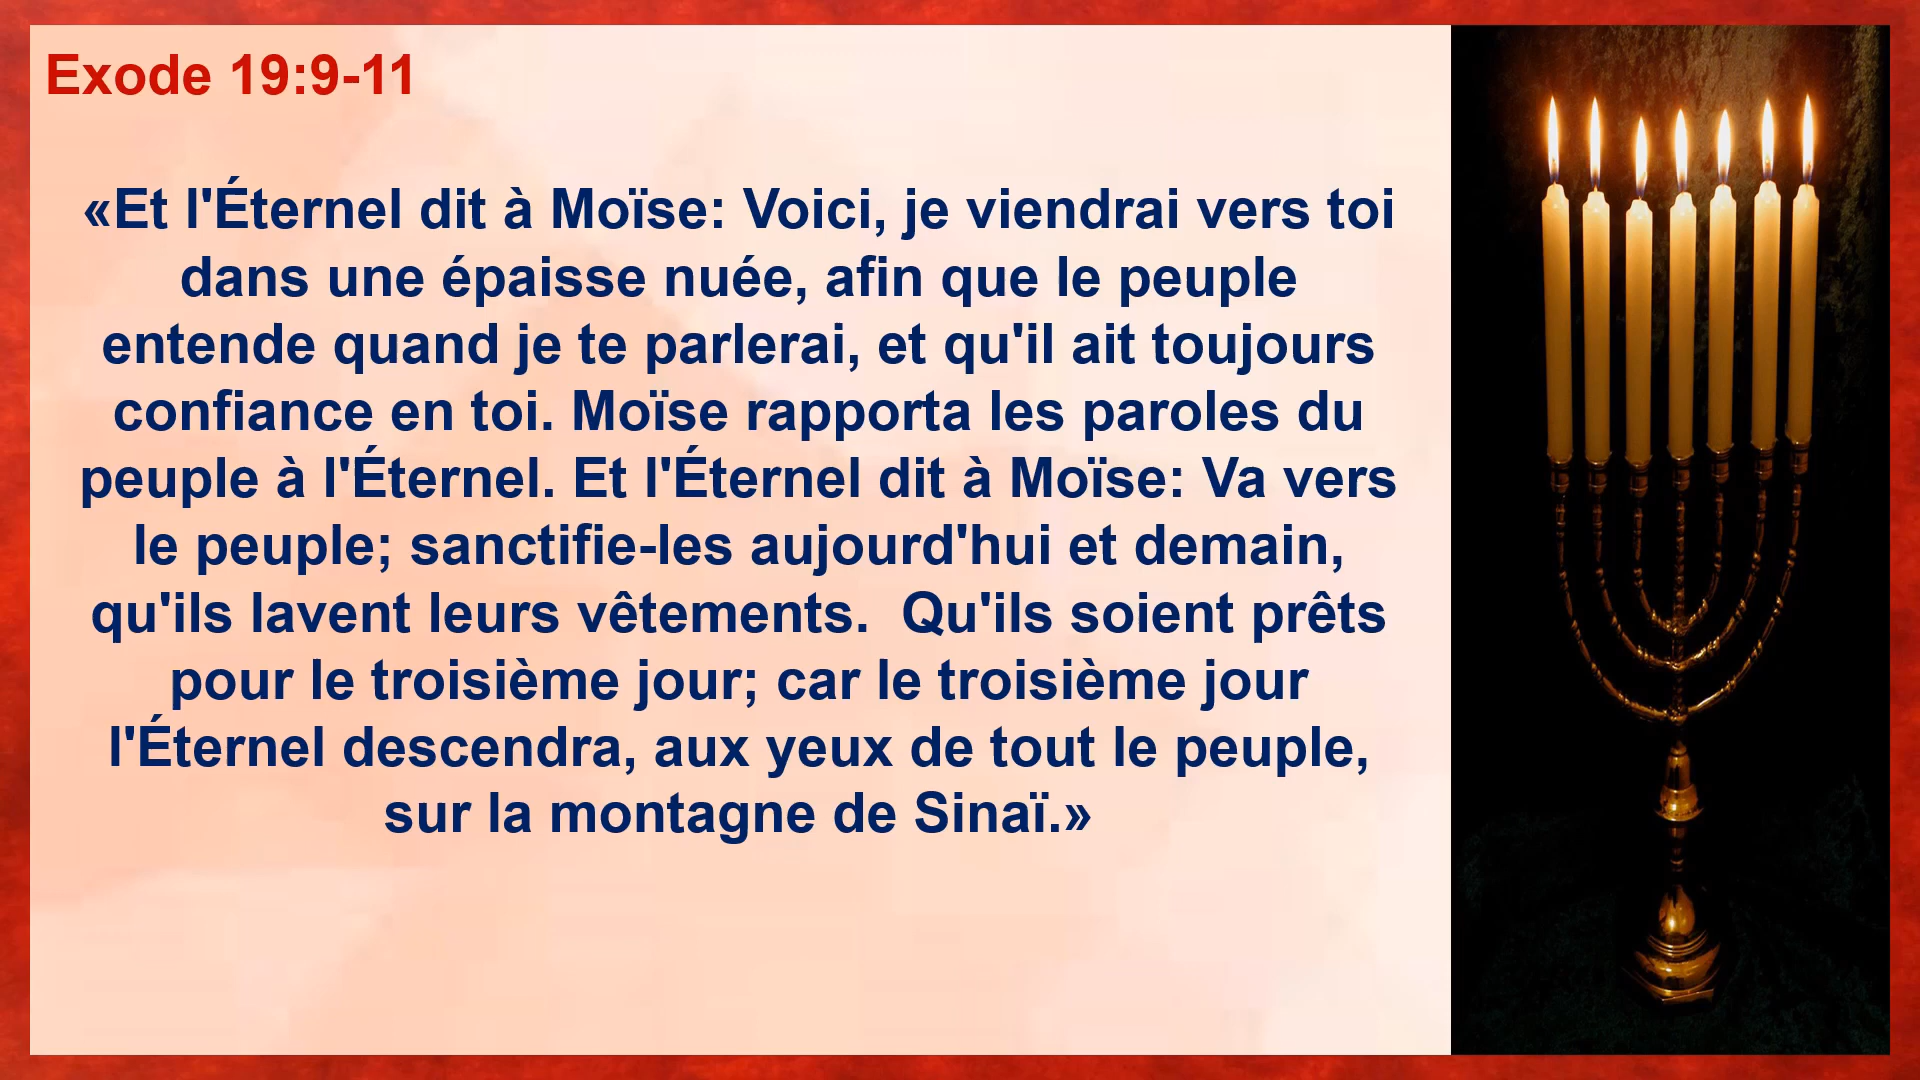 Exode 19:9-11
«Et l'Éternel dit à Moïse: Voici, je viendrai vers toi
dans une épaisse nuée, afin que le peuple
entende quand je te parlerai, et qu'il ait toujours
confiance en toi. Moïse rapporta les paroles du
peuple à l'Éternel. Et l'Éternel dit à Moïse: Va vers
le peuple; sanctifie-les aujourd'hui et demain,
qu'ils lavent leurs vêtements.  Qu'ils soient prêts
pour le troisième jour; car le troisième jour
l'Éternel descendra, aux yeux de tout le peuple,
sur la montagne de Sinaï.»